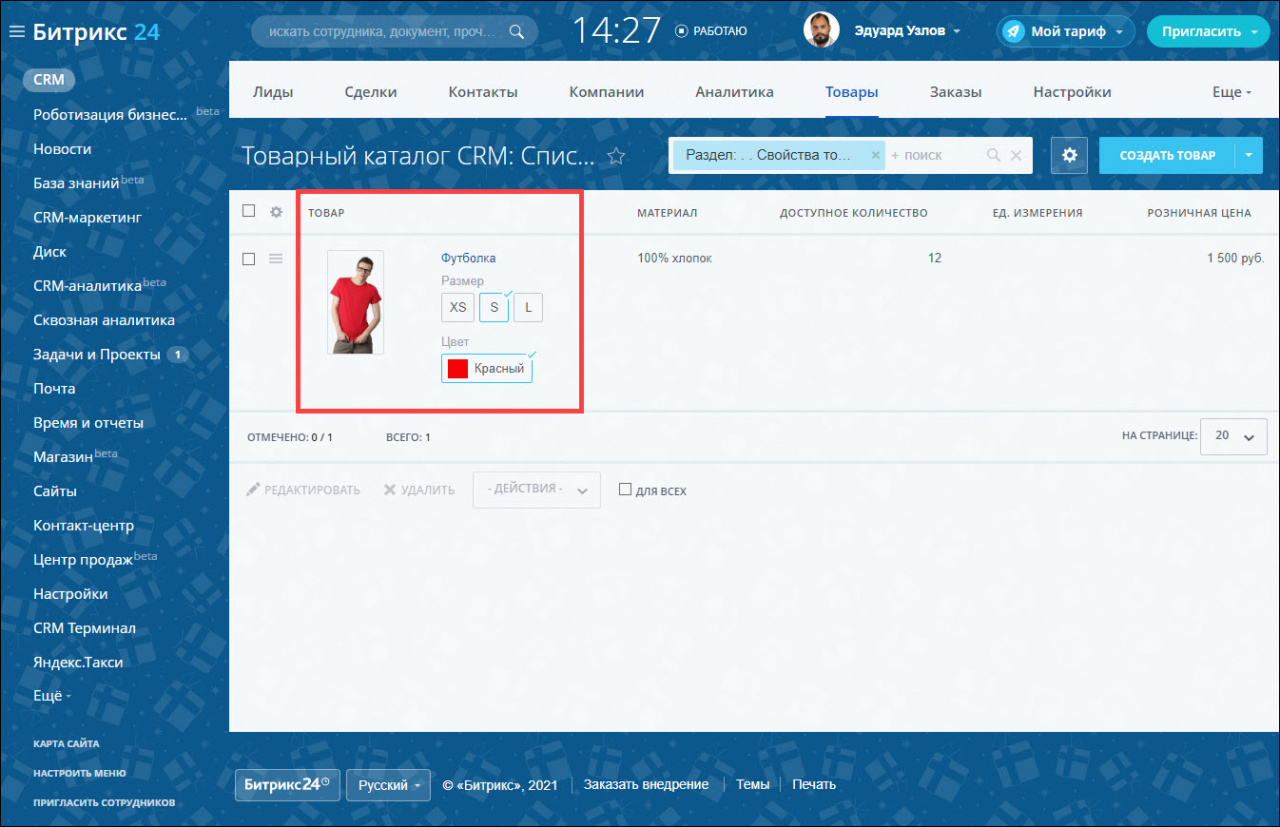 Битрикс 24
искать сотрудника, документ, проч...
14:27
РАБОТАЮ
Эдуард Узлов
Мой тариф
Пригласить
CRM
Роботизация бизнес... beta
Новости
База знаний beta
CRM-маркетинг
Диск
CRM-аналитика beta
Сквозная аналитика
Задачи и Проекты 1
Почта
Время и отчеты
Магазин beta
Сайты
Контакт-центр
Центр продаж beta
Настройки
CRM Терминал
Яндекс.Такси
Ещё
КАРТА САЙТА
НАСТРОИТЬ МЕНЮ
ПРИГЛАСИТЬ СОТРУДНИКОВ
Лиды Сделки Контакты Компании Аналитика Товары Заказы Настройки Еще
Товарный каталог CRM: Спис...
Раздел: . . Свойства то... × + поиск
СОЗДАТЬ ТОВАР
ТОВАР МАТЕРИАЛ ДОСТУПНОЕ КОЛИЧЕСТВО ЕД. ИЗМЕРЕНИЯ РОЗНИЧНАЯ ЦЕНА
Футболка 100% хлопок 12 1 500 руб.
Размер
XS S L
Цвет
Красный
ОТМЕЧЕНО: 0 / 1 ВСЕГО: 1 НА СТРАНИЦЕ: 20
РЕДАКТИРОВАТЬ УДАЛИТЬ - ДЕЙСТВИЯ - ДЛЯ ВСЕХ
Битрикс24 Русский © «Битрикс», 2021 Заказать внедрение Темы Печать